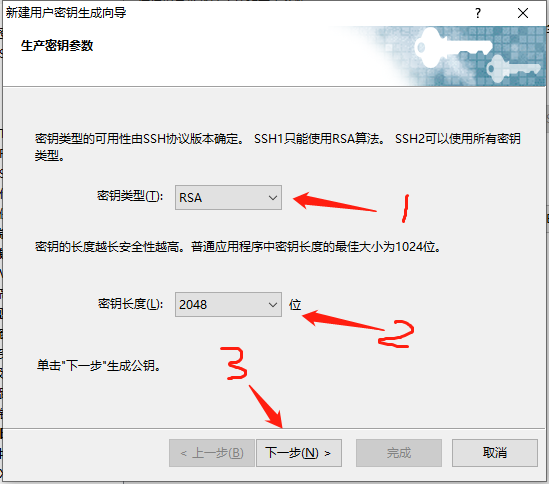 新建用户密钥生成向导
生产密钥参数
密钥类型的可用性由SSH协议版本确定。 SSH1只能使用RSA算法。 SSH2可以使用所有密钥
类型。
密钥类型(T): RSA
1
密钥的长度越长安全性越高。普通应用程序中密钥长度的最佳大小为1024位。
密钥长度(L): 2048 位
2
单击"下一步"生成公钥。
3
< 上一步(B) 下一步(N) > 完成 取消